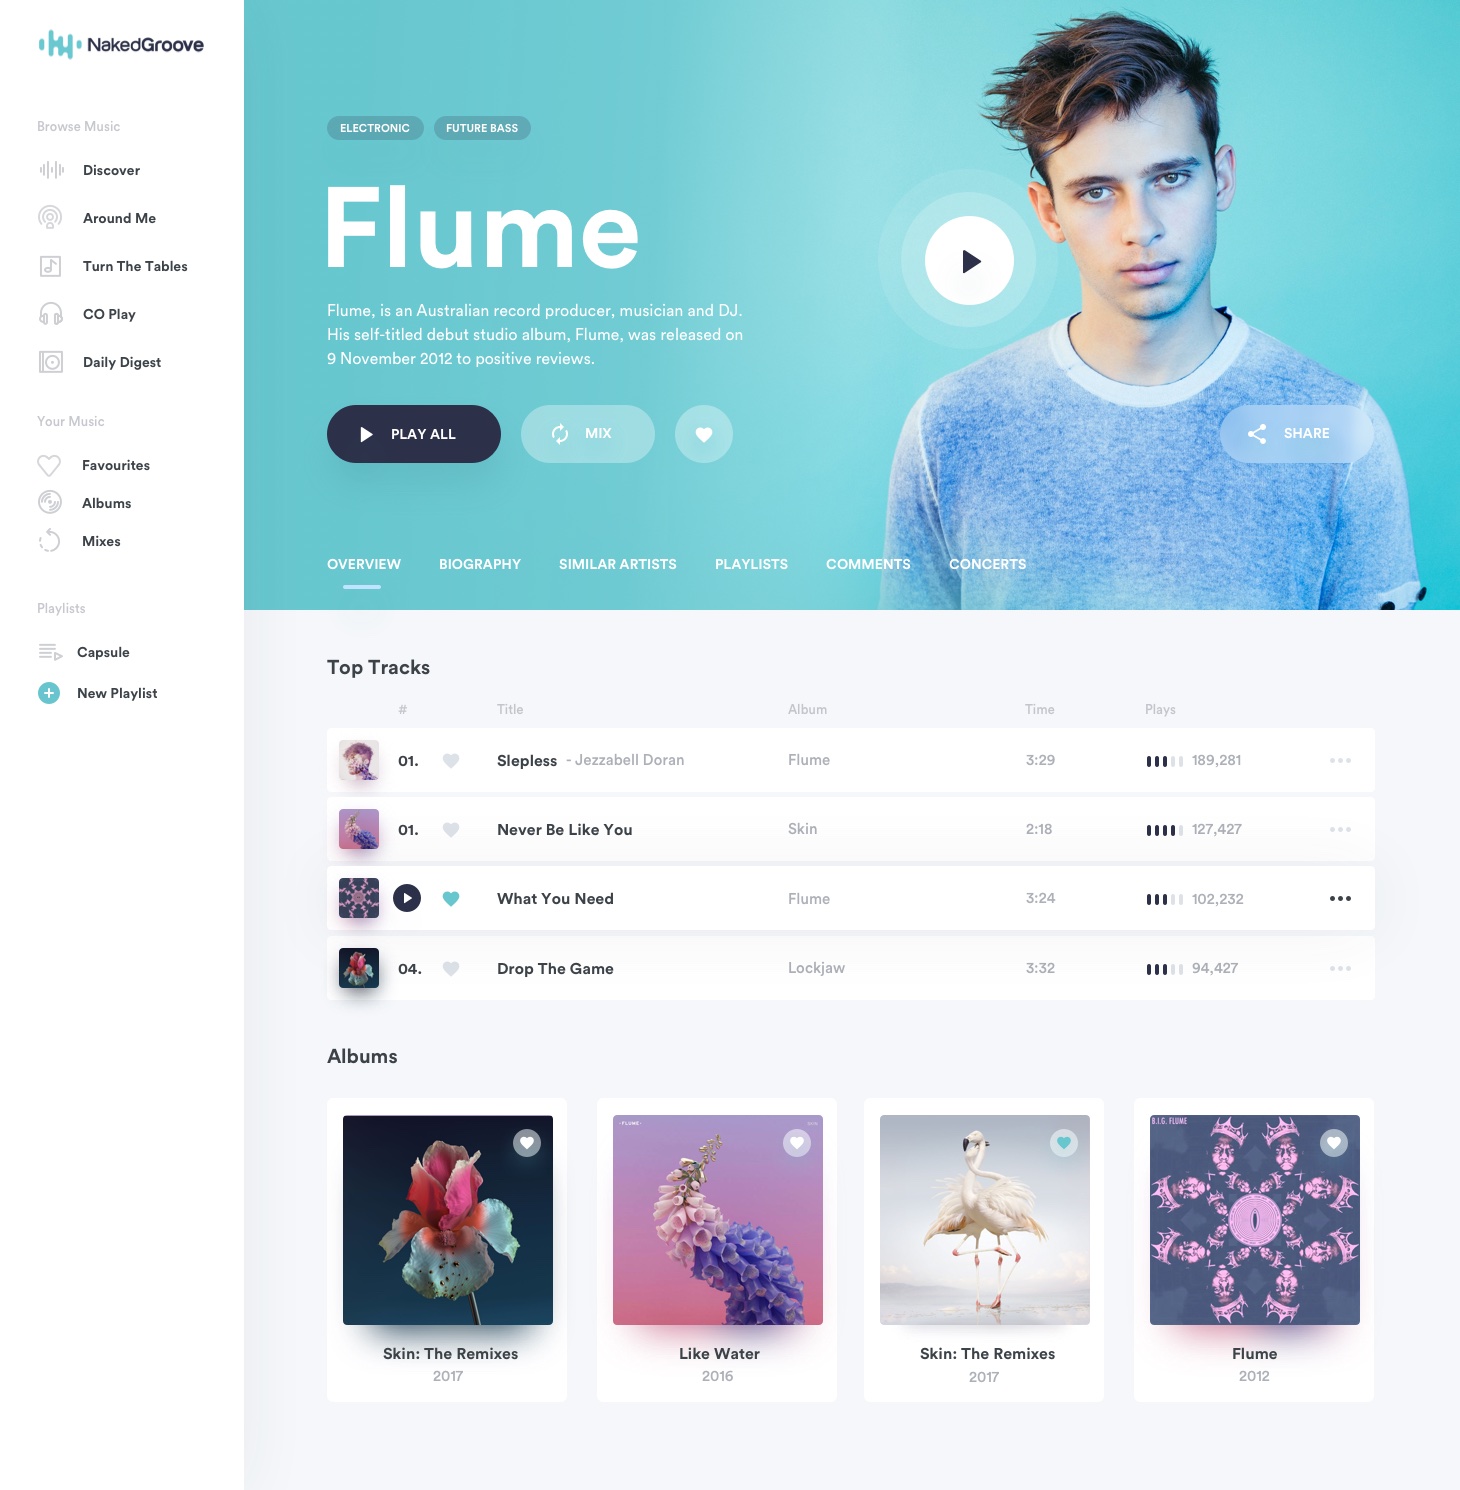 NakedGroove
Browse Music
Discover
Around Me
Turn The Tables
CO Play
Daily Digest
Your Music
Favourites
Albums
Mixes
Playlists
Capsule
New Playlist
ELECTRONIC
FUTURE BASS
Flume
Flume, is an Australian record producer, musician and DJ.
His self-titled debut studio album, Flume, was released on
9 November 2012 to positive reviews.
PLAY ALL
MIX
SHARE
OVERVIEW
BIOGRAPHY
SIMILAR ARTISTS
PLAYLISTS
COMMENTS
CONCERTS
Top Tracks
# Title Album Time Plays
01. Slepless - Jezzabell Doran Flume 3:29 189,281
01. Never Be Like You Skin 2:18 127,427
What You Need Flume 3:24 102,232
04. Drop The Game Lockjaw 3:32 94,427
Albums
Skin: The Remixes
2017
-FLUME-
Like Water
2016
Skin: The Remixes
2017
B.I.G. FLUME
Flume
2012